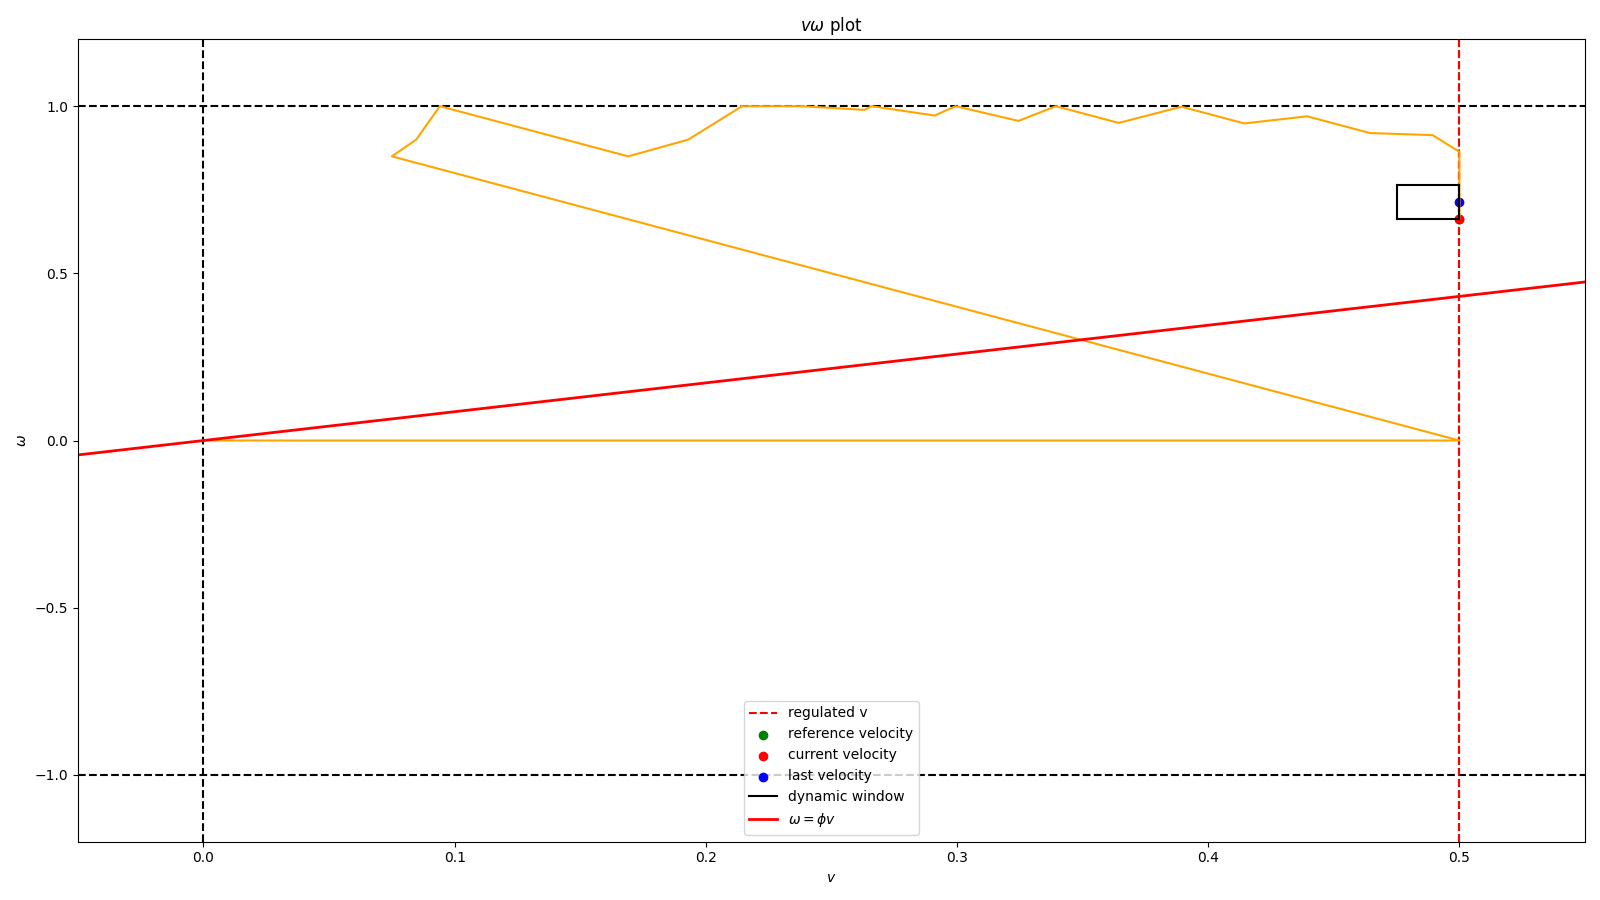 vω plot
1.0
0.5
0.0
−0.5
−1.0
ω
regulated v
reference velocity
current velocity
last velocity
dynamic window
ω = ϕv
0.0 0.1 0.2 0.3 0.4 0.5
v